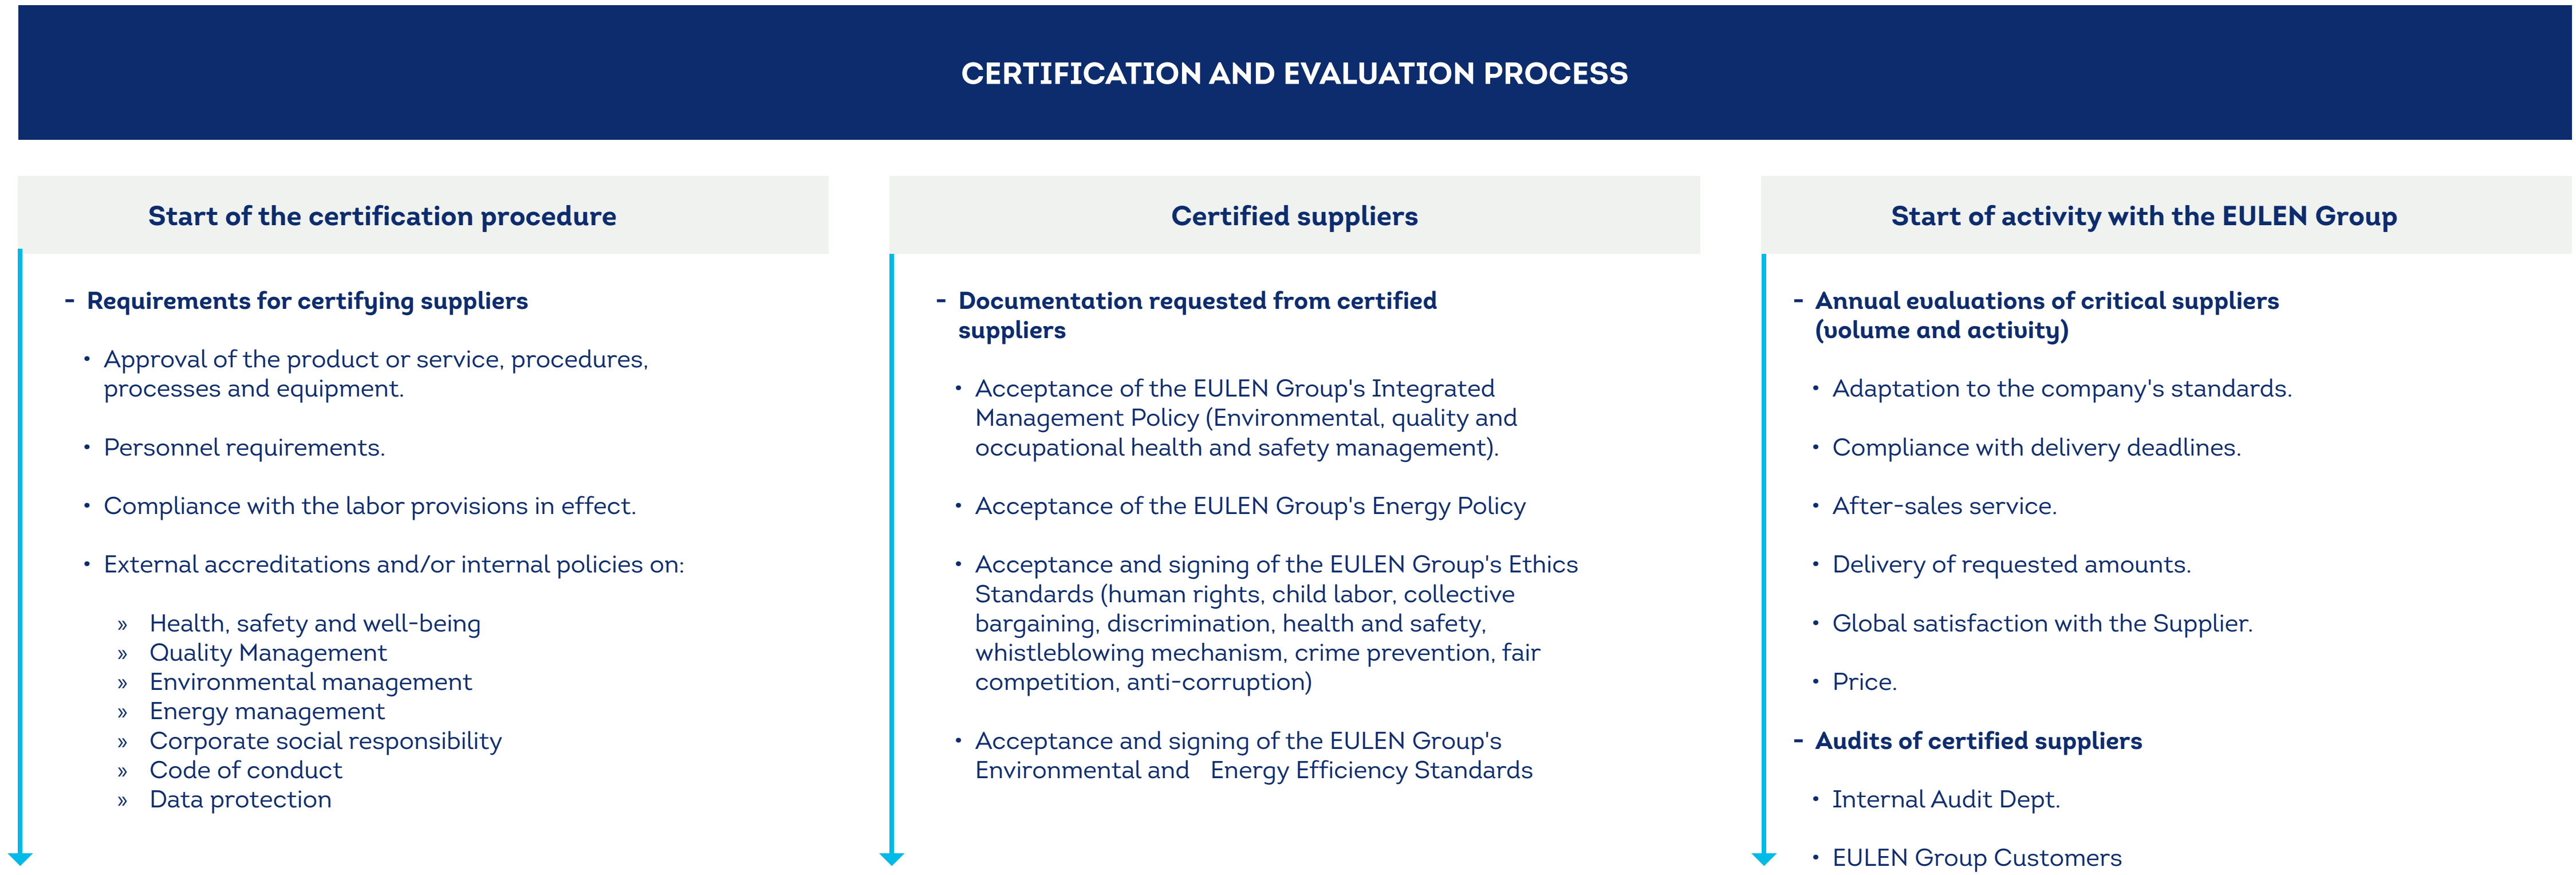 CERTIFICATION AND EVALUATION PROCESS
Start of the certification procedure
- Requirements for certifying suppliers
• Approval of the product or service, procedures,
processes and equipment.
• Personnel requirements.
• Compliance with the labor provisions in effect.
• External accreditations and/or internal policies on:
» Health, safety and well-being
» Quality Management
» Environmental management
» Energy management
» Corporate social responsibility
» Code of conduct
» Data protection
Certified suppliers
- Documentation requested from certified
suppliers
• Acceptance of the EULEN Group's Integrated
Management Policy (Environmental, quality and
occupational health and safety management).
• Acceptance of the EULEN Group's Energy Policy
• Acceptance and signing of the EULEN Group's Ethics
Standards (human rights, child labor, collective
bargaining, discrimination, health and safety,
whistleblowing mechanism, crime prevention, fair
competition, anti-corruption)
• Acceptance and signing of the EULEN Group's
Environmental and Energy Efficiency Standards
Start of activity with the EULEN Group
- Annual evaluations of critical suppliers
(volume and activity)
• Adaptation to the company's standards.
• Compliance with delivery deadlines.
• After-sales service.
• Delivery of requested amounts.
• Global satisfaction with the Supplier.
• Price.
- Audits of certified suppliers
• Internal Audit Dept.
• EULEN Group Customers